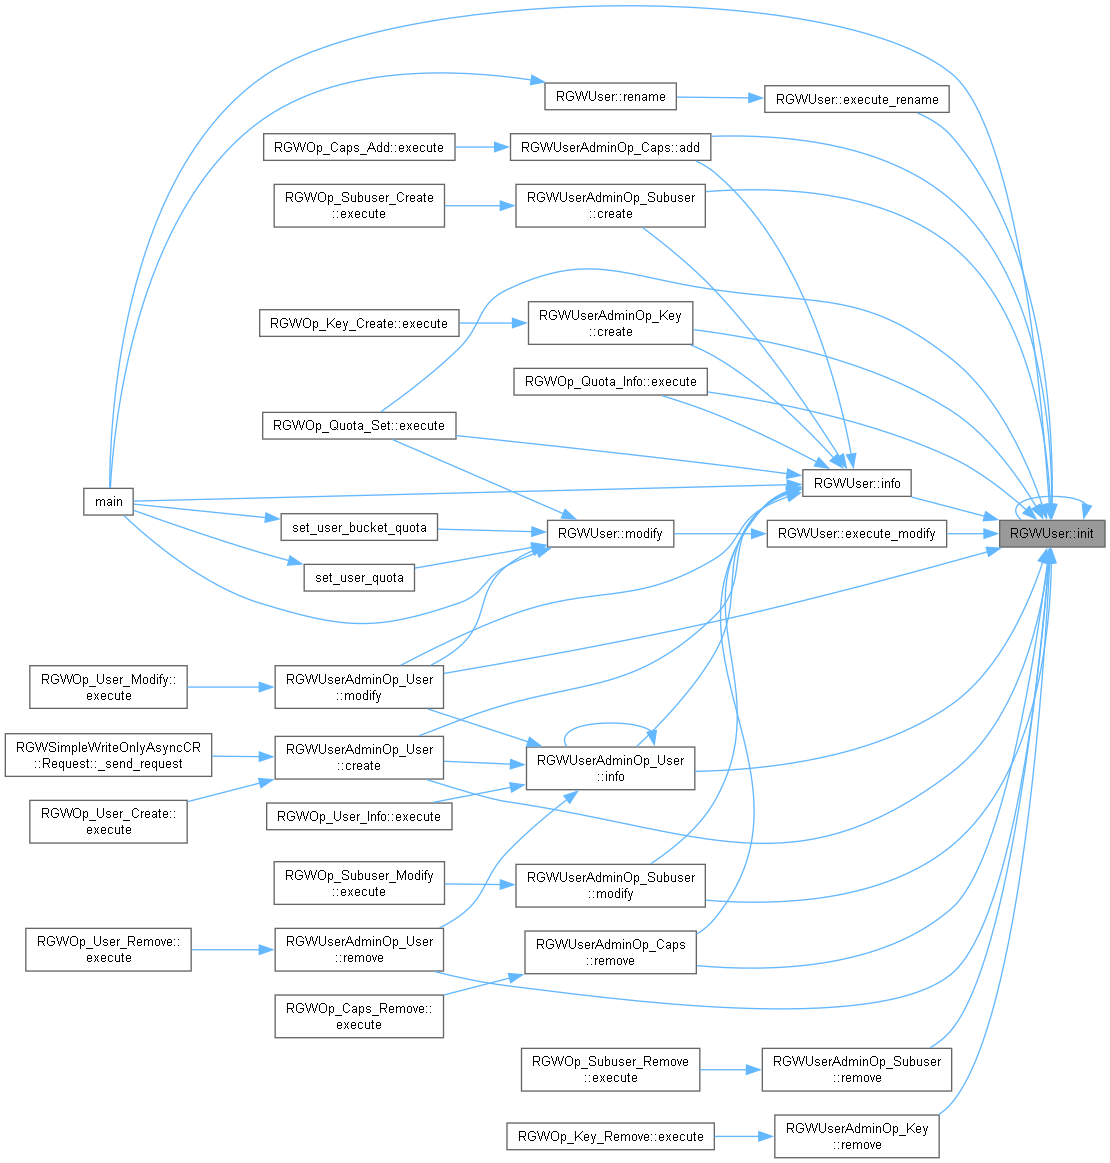 RGWUser::rename
RGWUser::execute_rename
RGWOp_Caps_Add::execute
RGWUserAdminOp_Caps::add
RGWOp_Subuser_Create
::execute
RGWUserAdminOp_Subuser
::create
RGWOp_Key_Create::execute
RGWUserAdminOp_Key
::create
RGWOp_Quota_Info::execute
RGWOp_Quota_Set::execute
RGWUser::info
main
set_user_bucket_quota
RGWUser::modify
RGWUser::execute_modify
RGWUser::init
set_user_quota
RGWOp_User_Modify::
execute
RGWUserAdminOp_User
::modify
RGWSimpleWriteOnlyAsyncCR
::Request::_send_request
RGWUserAdminOp_User
::create
RGWUserAdminOp_User
::info
RGWOp_User_Create::
execute
RGWOp_User_Info::execute
RGWOp_Subuser_Modify
::execute
RGWUserAdminOp_Subuser
::modify
RGWOp_User_Remove::
execute
RGWUserAdminOp_User
::remove
RGWUserAdminOp_Caps
::remove
RGWOp_Caps_Remove::
execute
RGWOp_Subuser_Remove
::execute
RGWUserAdminOp_Subuser
::remove
RGWOp_Key_Remove::execute
RGWUserAdminOp_Key
::remove